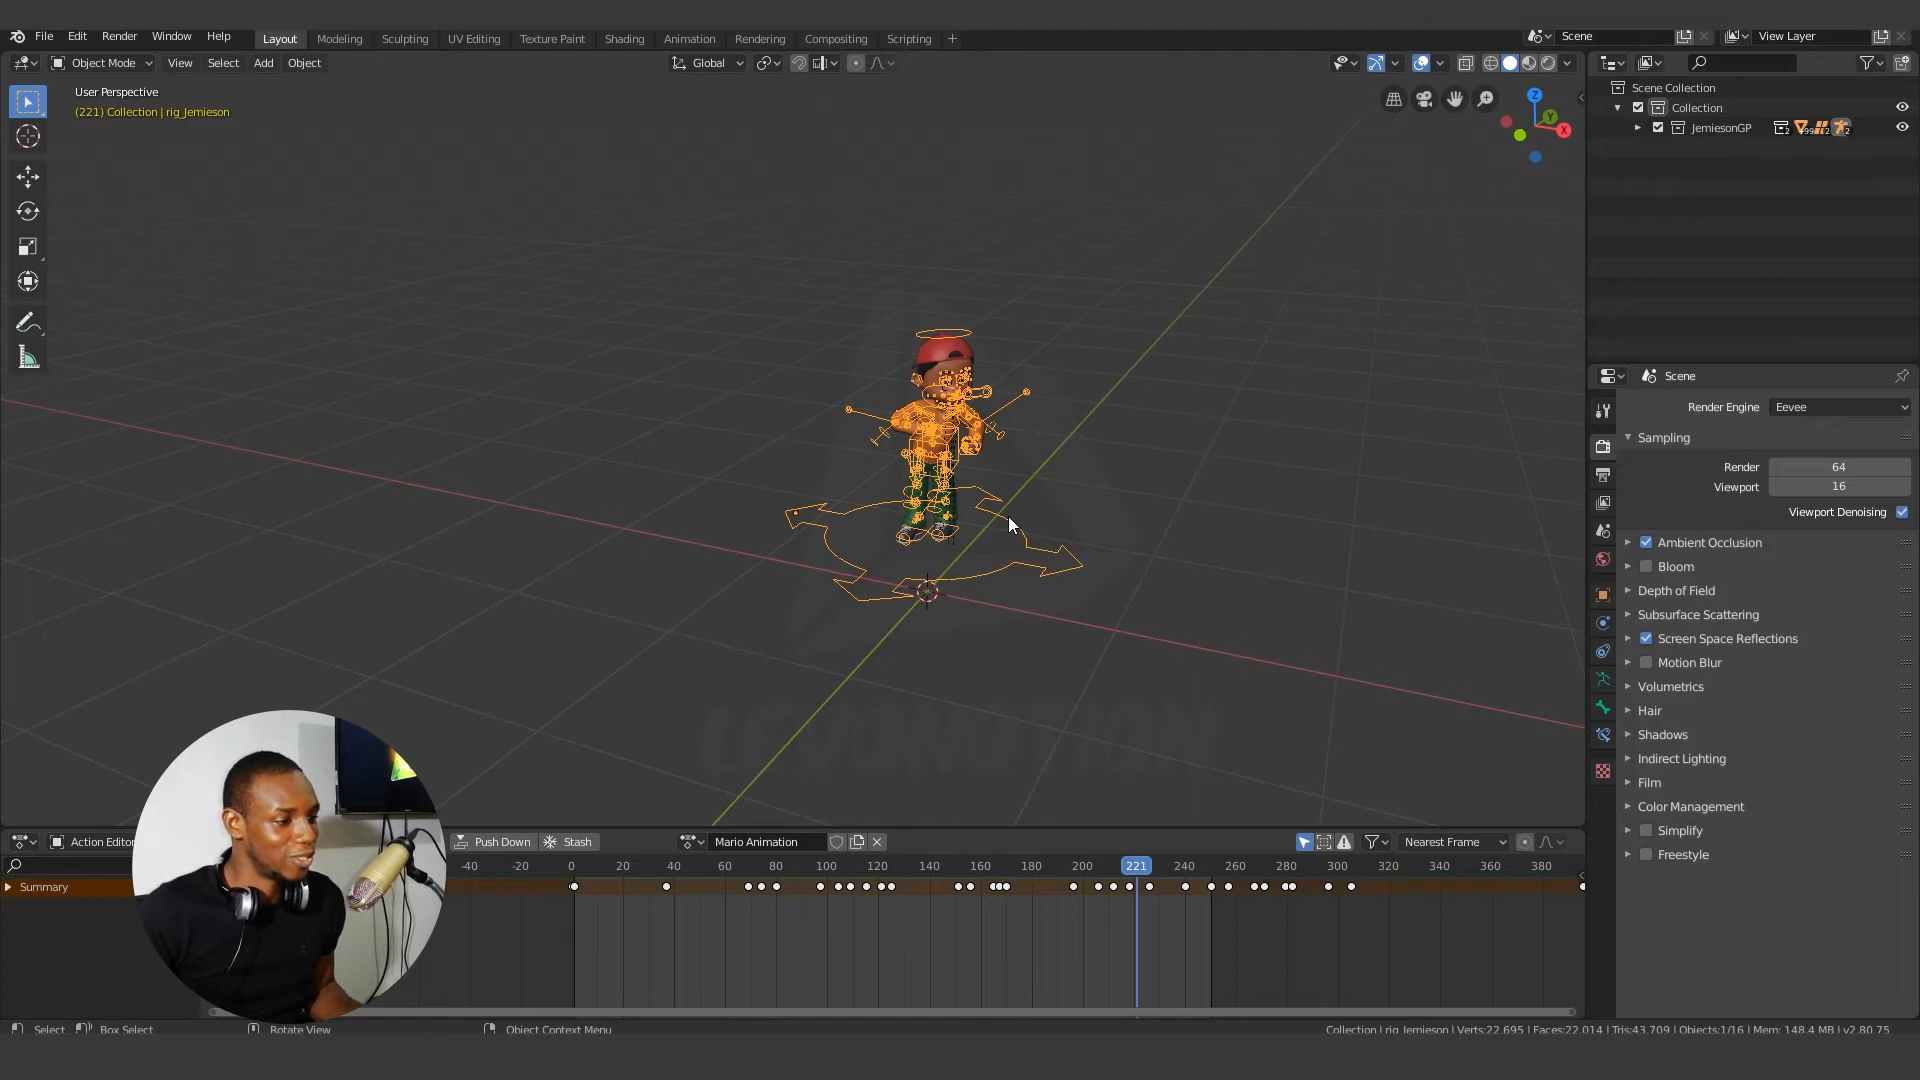 File Edit Render Window Help Layout Modeling Sculpting UV Editing Texture Paint Shading Animation Rendering Compositing Scripting + Scene View Layer
Object Mode View Select Add Object Global
User Perspective
(221) Collection | rig_Jemieson
Z
Y
X
Scene Collection
Collection
JemiesonGP 2 99 2 2
Scene
Render Engine Eevee
Sampling
Render 64
Viewport 16
Viewport Denoising
Ambient Occlusion
Bloom
Depth of Field
Subsurface Scattering
Screen Space Reflections
Motion Blur
Volumetrics
Hair
Shadows
Indirect Lighting
Film
Color Management
Simplify
Freestyle
Action Editor Push Down Stash Mario Animation Nearest Frame
-40 -20 0 20 40 60 80 100 120 140 160 180 200 221 240 260 280 300 320 340 360 380
Summary
Select Box Select Rotate View Object Context Menu Collection | rig_Jemieson | Verts:22,695 | Faces:22,014 | Tris:43,709 | Objects:1/16 | Mem: 148.4 MB | v2.80.75